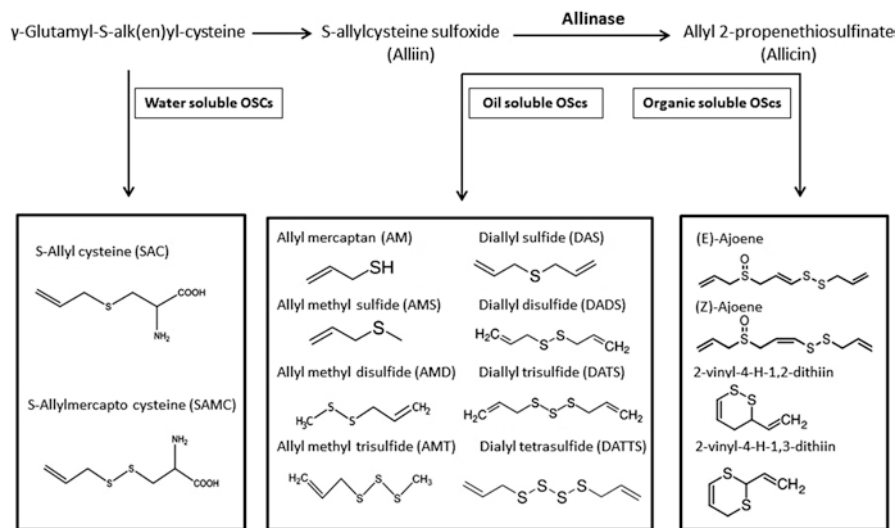 γ-Glutamyl-S-alk(en)yl-cysteine
S-allylcysteine sulfoxide
(Alliin)
Allinase
Allyl 2-propenethiosulfinate
(Allicin)
Water soluble OSCs
Oil soluble OScs
Organic soluble OScs
S-Allyl cysteine (SAC)
S
COOH
NH₂
S-Allylmercapto cysteine (SAMC)
NH₂
S S
COOH
Allyl mercaptan (AM)
SH
Allyl methyl sulfide (AMS)
S
Allyl methyl disulfide (AMD)
H₃C S S CH₂
Allyl methyl trisulfide (AMT)
H₂C S S S CH₃
Diallyl sulfide (DAS)
S
Diallyl disulfide (DADS)
H₂C S S CH₂
Diallyl trisulfide (DATS)
H₂C S S S CH₂
Dialyl tetrasulfide (DATTS)
S S S S
(E)-Ajoene
O
S S S
(Z)-Ajoene
O
S S S
2-vinyl-4-H-1,2-dithiin
S S
CH₂
2-vinyl-4-H-1,3-dithiin
S
CH₂
S